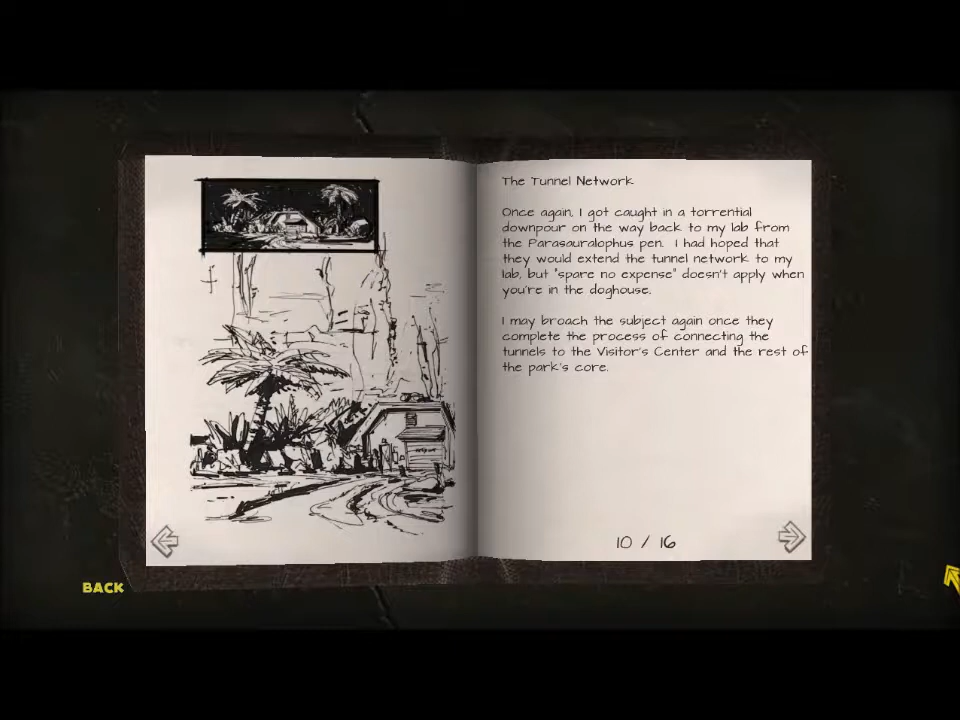 The Tunnel Network
Once again, I got caught in a torrential
downpour on the way back to my lab from
the Parasauralophus pen. I had hoped that
they would extend the tunnel network to my
lab, but "spare no expense" doesn't apply when
you're in the doghouse.
I may broach the subject again once they
complete the process of connecting the
tunnels to the Visitor's Center and the rest of
the park's core.
10 / 16
BACK